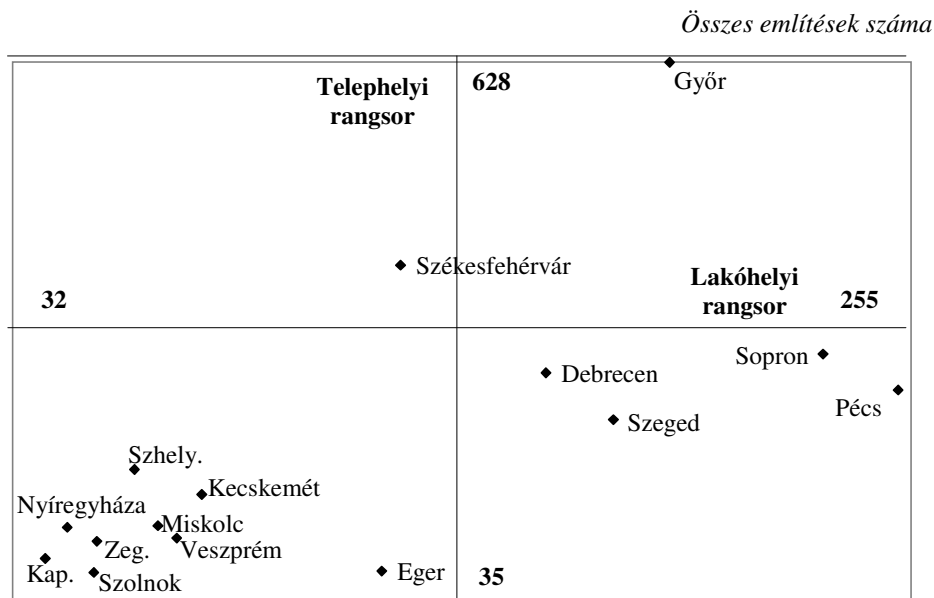 Összes említések száma
Telephelyi
rangsor
628
Győr
Székesfehérvár
32
Lakóhelyi
rangsor
255
Sopron
Debrecen
Pécs
Szeged
Szhely.
Kecskemét
Nyíregyháza
Miskolc
Zeg.
Veszprém
Kap.
Szolnok
Eger
35